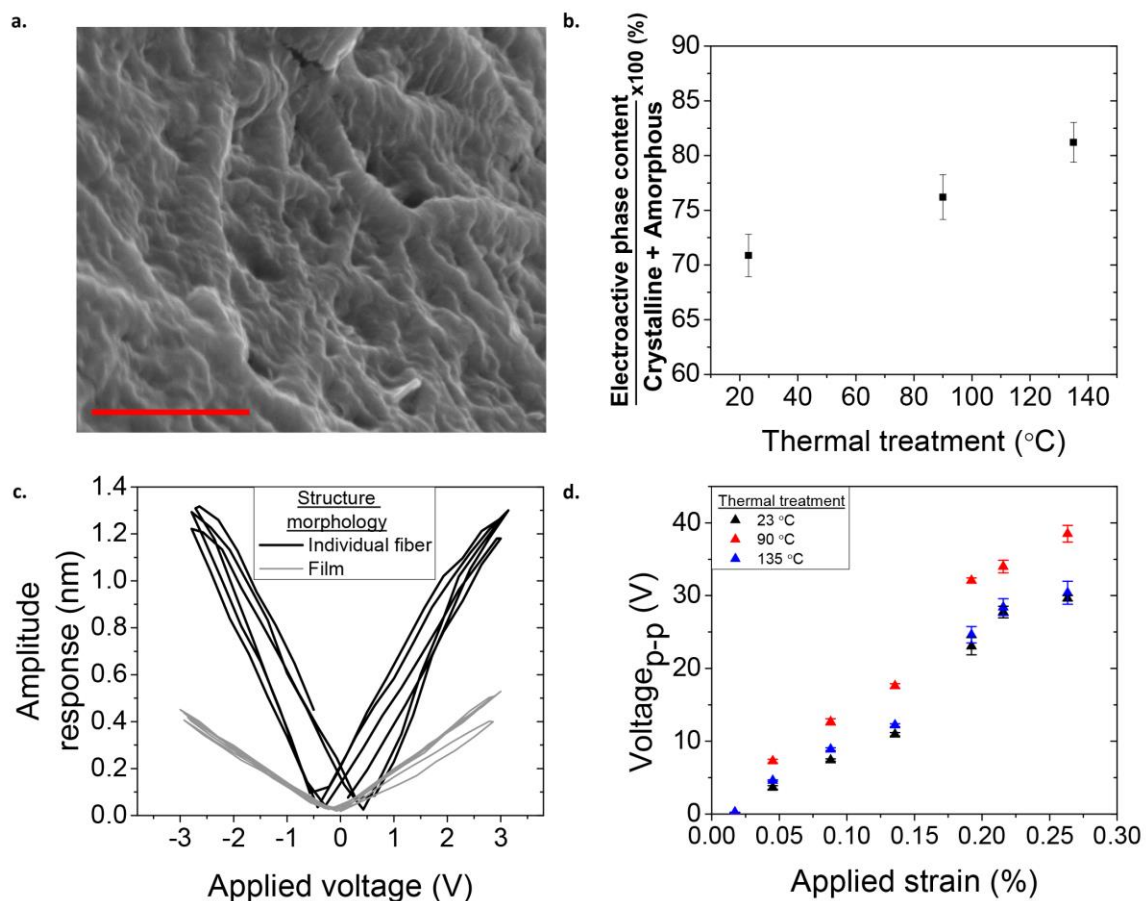 a.
b.
Electroactive phase content x100 (%)
Crystalline + Amorphous
90
85
80
75
70
65
60
20 40 60 80 100 120 140
Thermal treatment (°C)
c.
Amplitude
response (nm)
1.4
1.2
1.0
0.8
0.6
0.4
0.2
0.0
Structure
morphology
Individual fiber
Film
-3 -2 -1 0 1 2 3
Applied voltage (V)
d.
Voltagep-p (V)
40
30
20
10
0
Thermal treatment
23 °C
90 °C
135 °C
0.00 0.05 0.10 0.15 0.20 0.25 0.30
Applied strain (%)